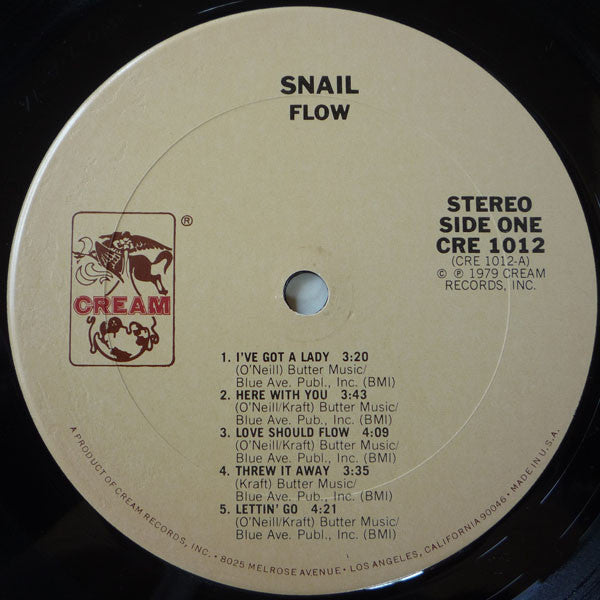 SNAIL
FLOW
®
CREAM
STEREO
SIDE ONE
CRE 1012
(CRE 1012-A)
© ℗ 1979 CREAM
RECORDS, INC.
1. I'VE GOT A LADY 3:20
(O'Neill) Butter Music/
Blue Ave. Publ., Inc. (BMI)
2. HERE WITH YOU 3:43
(O'Neill/Kraft) Butter Music/
Blue Ave. Pub., Inc. (BMI)
3. LOVE SHOULD FLOW 4:09
(O'Neill/Kraft) Butter Music/
Blue Ave. Pub., Inc. (BMI)
4. THREW IT AWAY 3:35
(Kraft) Butter Music/
Blue Ave. Pub., Inc. (BMI)
5. LETTIN' GO 4:21
(O'Neill/Kraft) Butter Music/
Blue Ave. Pub., Inc. (BMI)
A PRODUCT OF CREAM RECORDS, INC. • 8025 MELROSE AVENUE • LOS ANGELES, CALIFORNIA 90046 • MADE IN U.S.A.